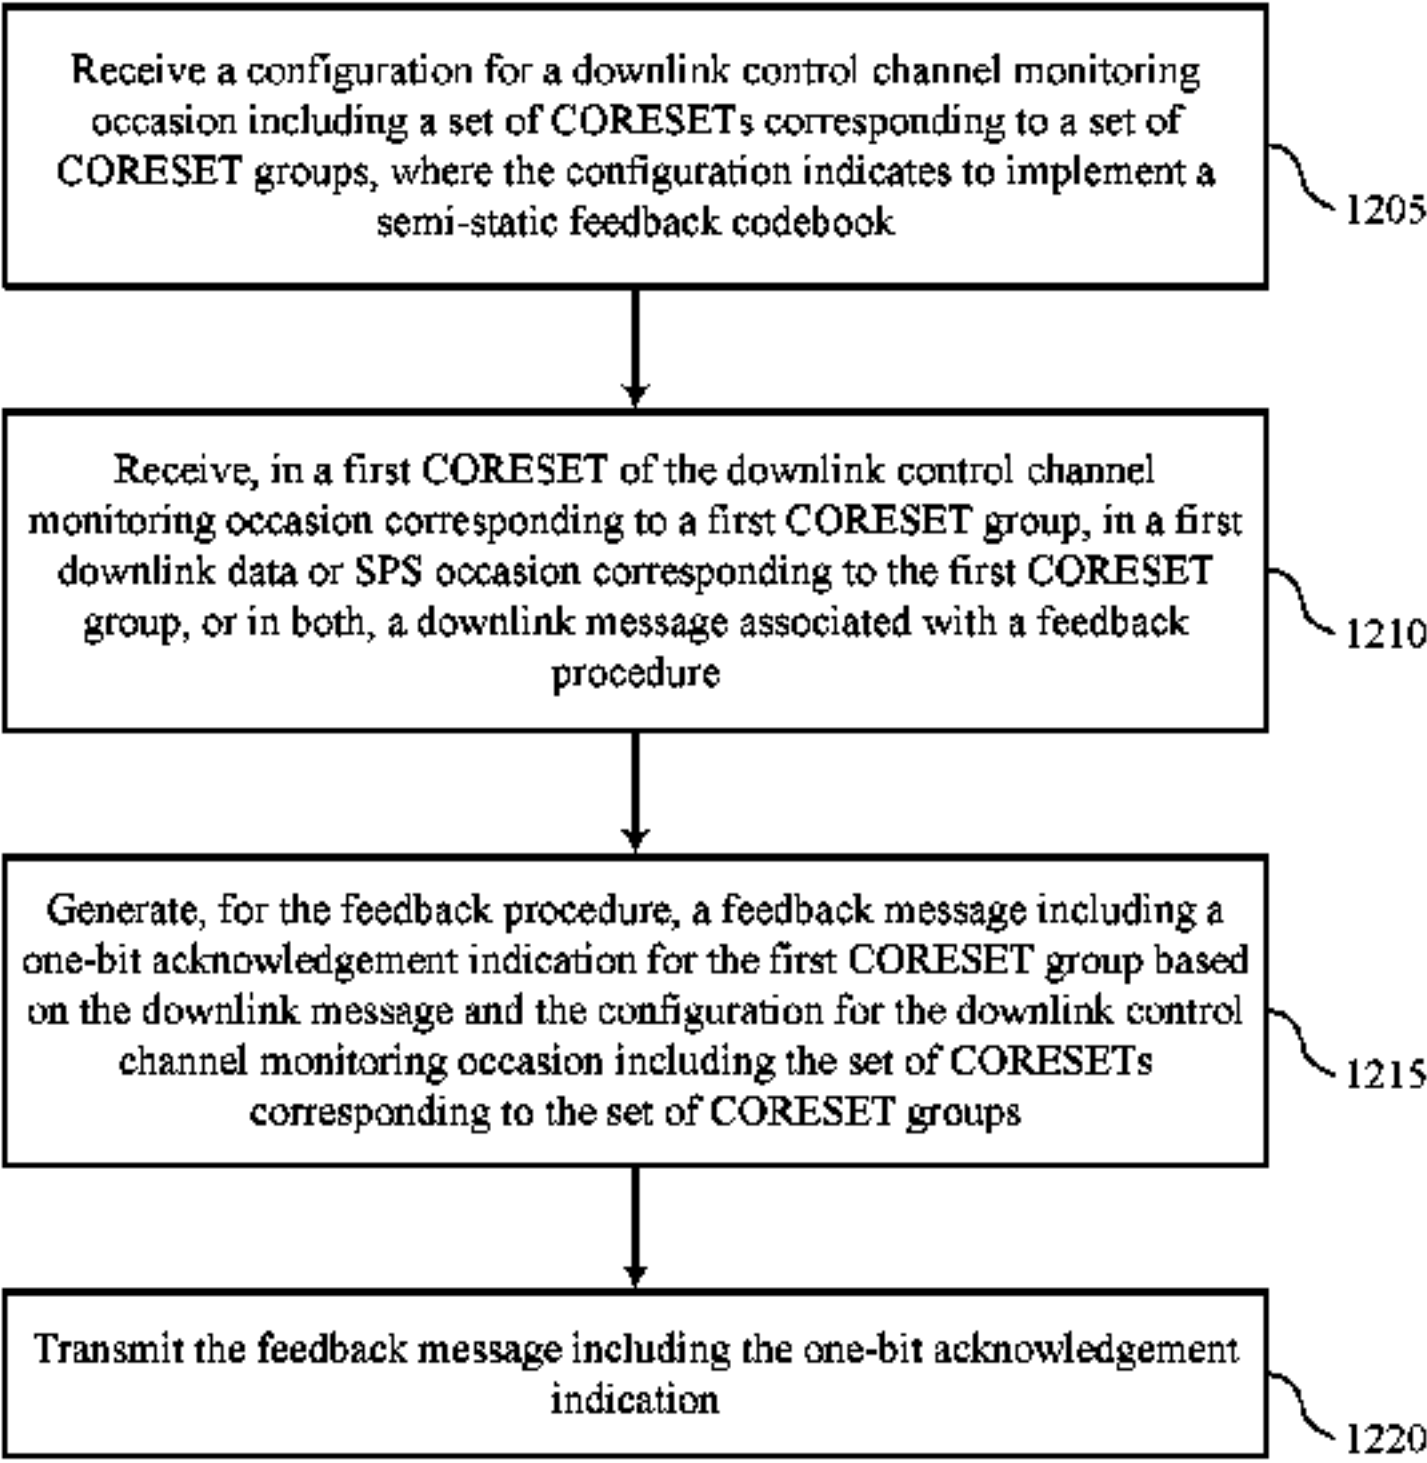 Receive a configuration for a downlink control channel monitoring
occasion including a set of CORESETs corresponding to a set of
CORESET groups, where the configuration indicates to implement a
semi-static feedback codebook
1205
Receive, in a first CORESET of the downlink control channel
monitoring occasion corresponding to a first CORESET group, in a first
downlink data or SPS occasion corresponding to the first CORESET
group, or in both, a downlink message associated with a feedback
procedure
1210
Generate, for the feedback procedure, a feedback message including a
one-bit acknowledgement indication for the first CORESET group based
on the downlink message and the configuration for the downlink control
channel monitoring occasion including the set of CORESETs
corresponding to the set of CORESET groups
1215
Transmit the feedback message including the one-bit acknowledgement
indication
1220